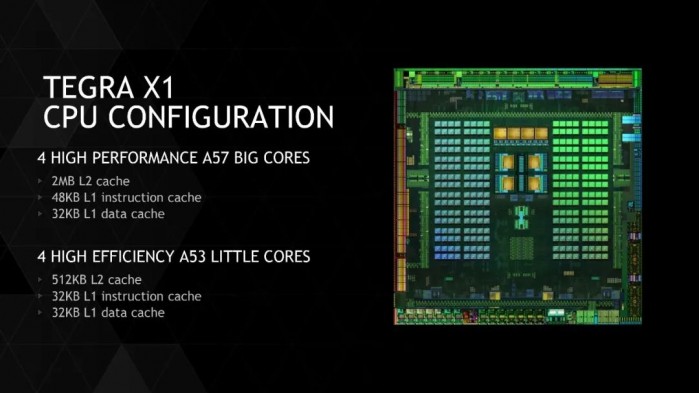 TEGRA X1
CPU CONFIGURATION
4 HIGH PERFORMANCE A57 BIG CORES
2MB L2 cache
48KB L1 instruction cache
32KB L1 data cache
4 HIGH EFFICIENCY A53 LITTLE CORES
512KB L2 cache
32KB L1 instruction cache
32KB L1 data cache